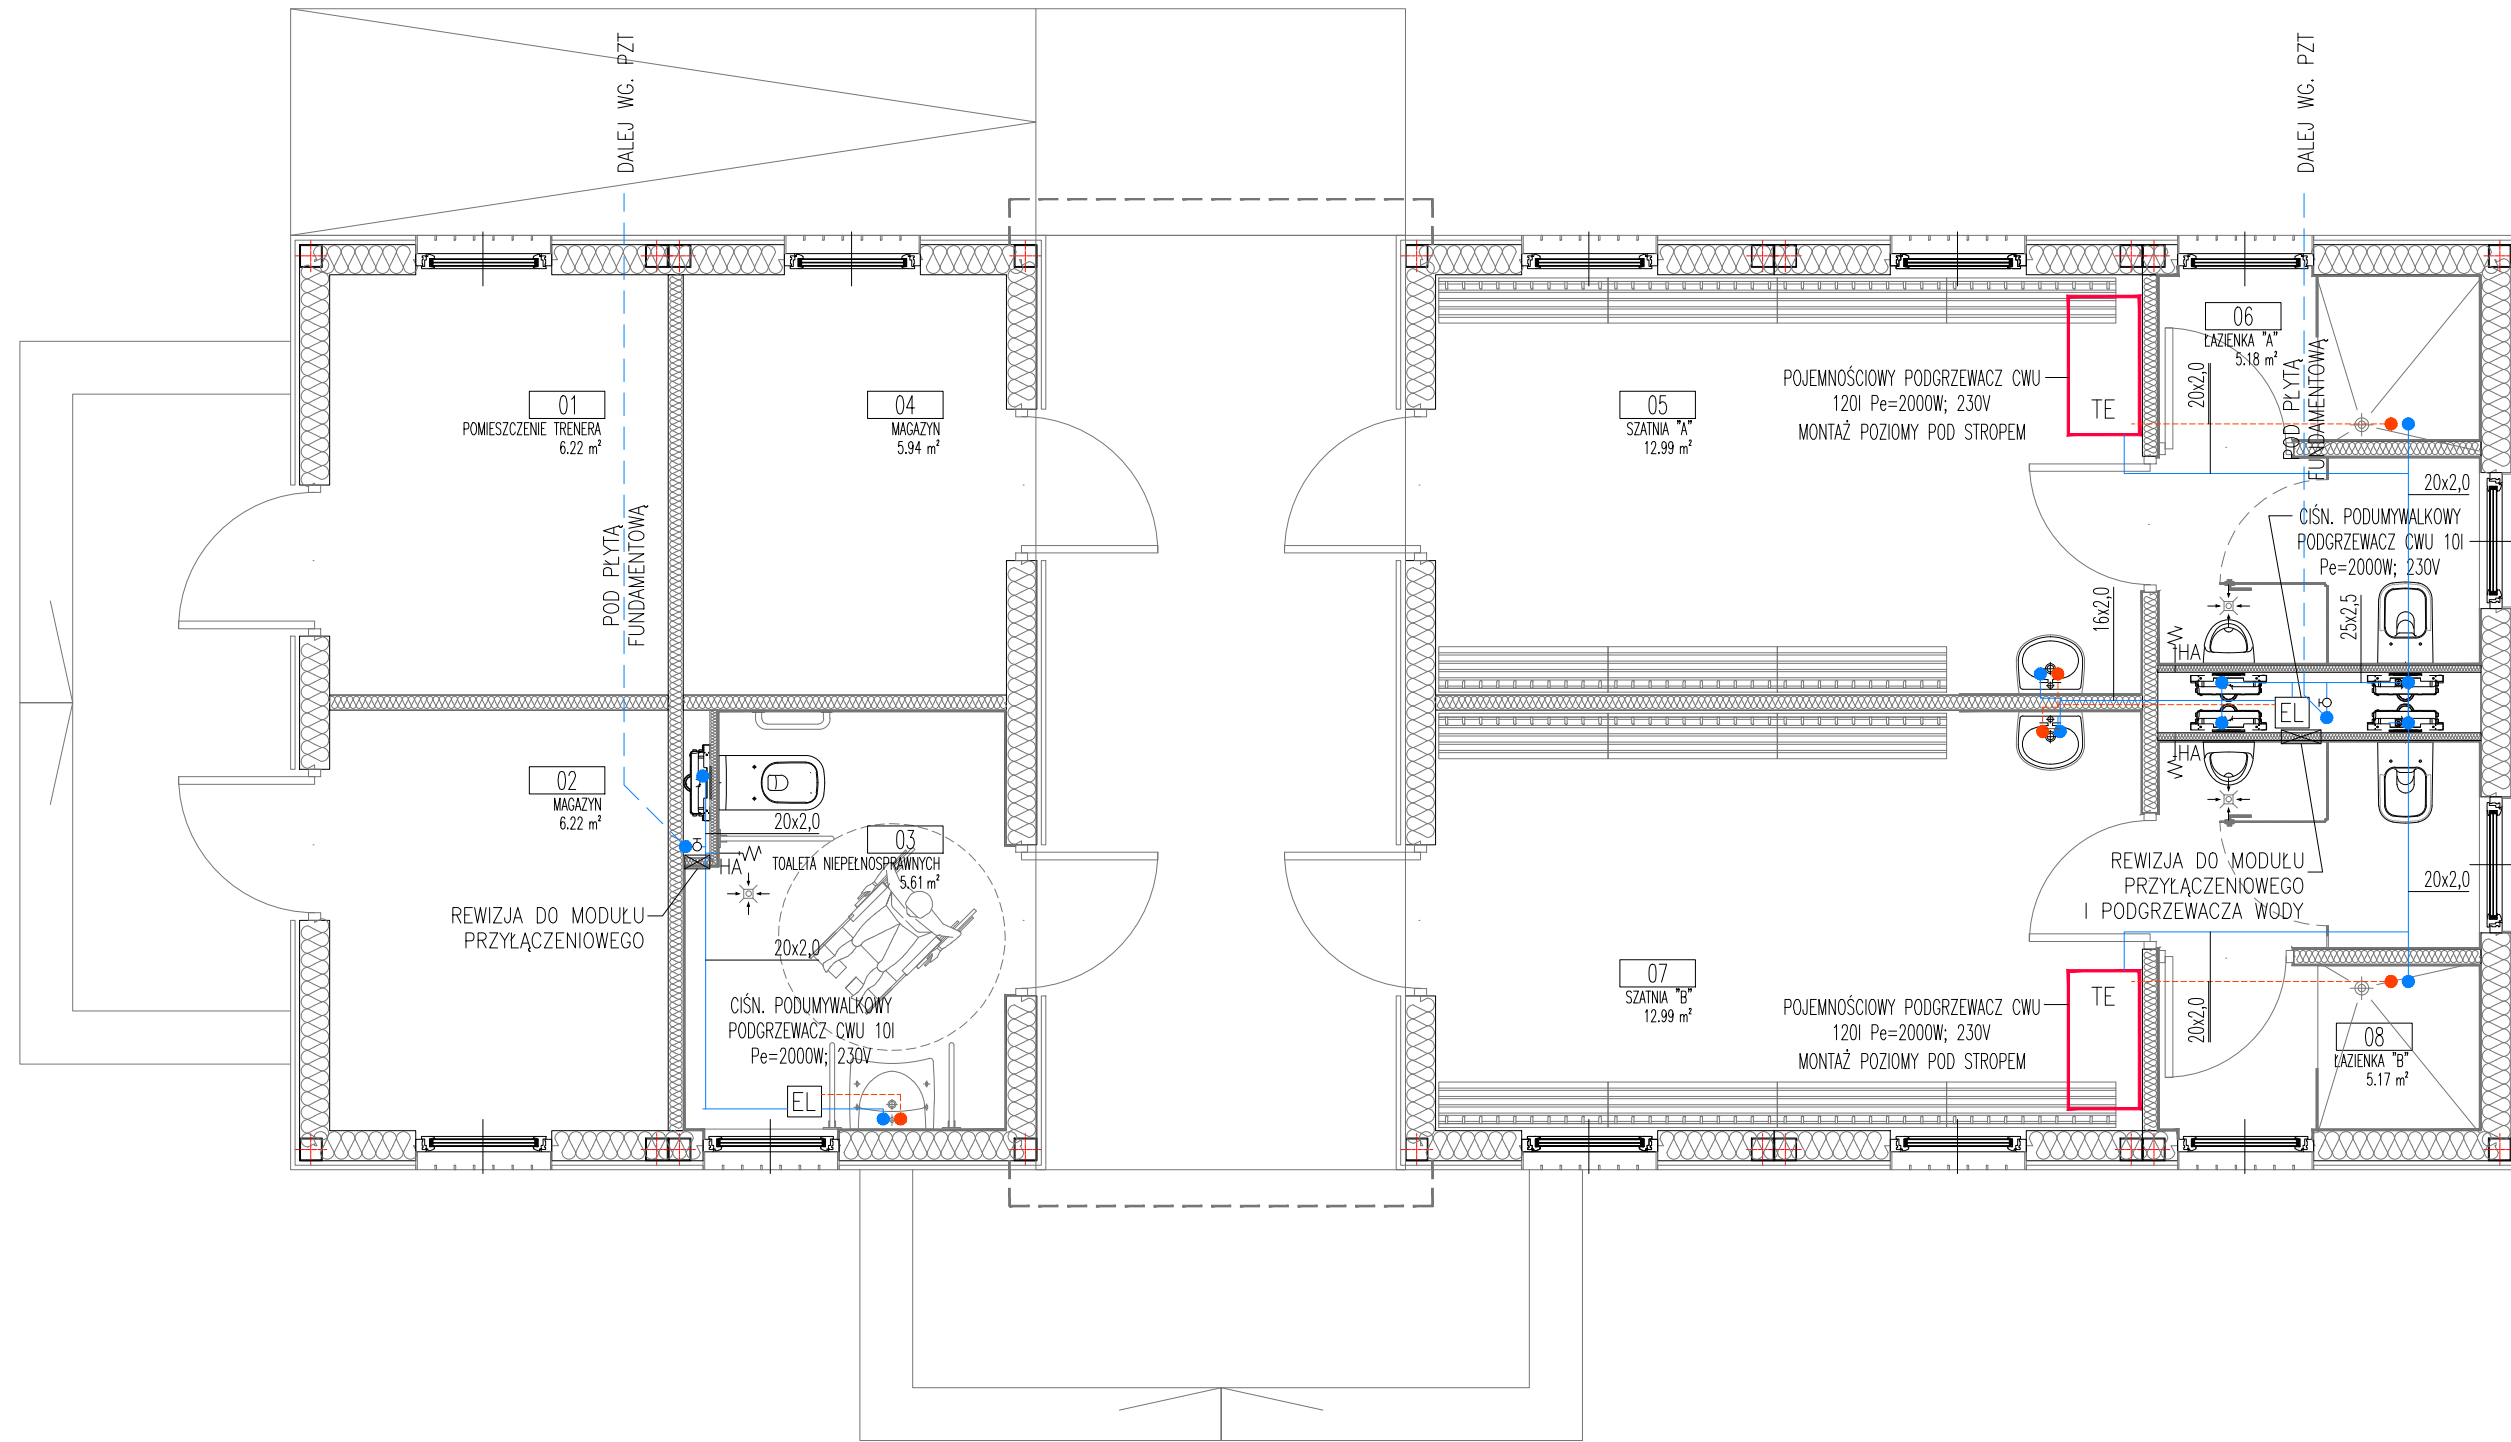 DALEJ WG. PZT
DALEJ WG. PZT
01
POMIESZCZENIE TRENERA
6.22 m²
04
MAGAZYN
5.94 m²
POD PŁYTĄ
FUNDAMENTOWĄ
02
MAGAZYN
6.22 m²
REWIZJA DO MODUŁU
PRZYŁĄCZENIOWEGO
20x2,0
HA
03
TOALETA NIEPEŁNOSPRAWNYCH
5.61 m²
20x2,0
CIŚN. PODUMYWALKOWY
PODGRZEWACZ CWU 10l
Pe=2000W; 230V
EL
05
SZATNIA "A"
12.99 m²
POJEMNOŚCIOWY PODGRZEWACZ CWU
120l Pe=2000W; 230V
MONTAŻ POZIOMY POD STROPEM
TE
06
ŁAZIENKA "A"
5.18 m²
20x2,0
POD PŁYTĄ
FUNDAMENTOWĄ
20x2,0
CIŚN. PODUMYWALKOWY
PODGRZEWACZ CWU 10l
Pe=2000W; 230V
16x2,0
25x2,5
HA
EL
HA
REWIZJA DO MODUŁU
PRZYŁĄCZENIOWEGO
I PODGRZEWACZA WODY
20x2,0
07
SZATNIA "B"
12.99 m²
POJEMNOŚCIOWY PODGRZEWACZ CWU
120l Pe=2000W; 230V
MONTAŻ POZIOMY POD STROPEM
TE
20x2,0
08
ŁAZIENKA "B"
5.17 m²